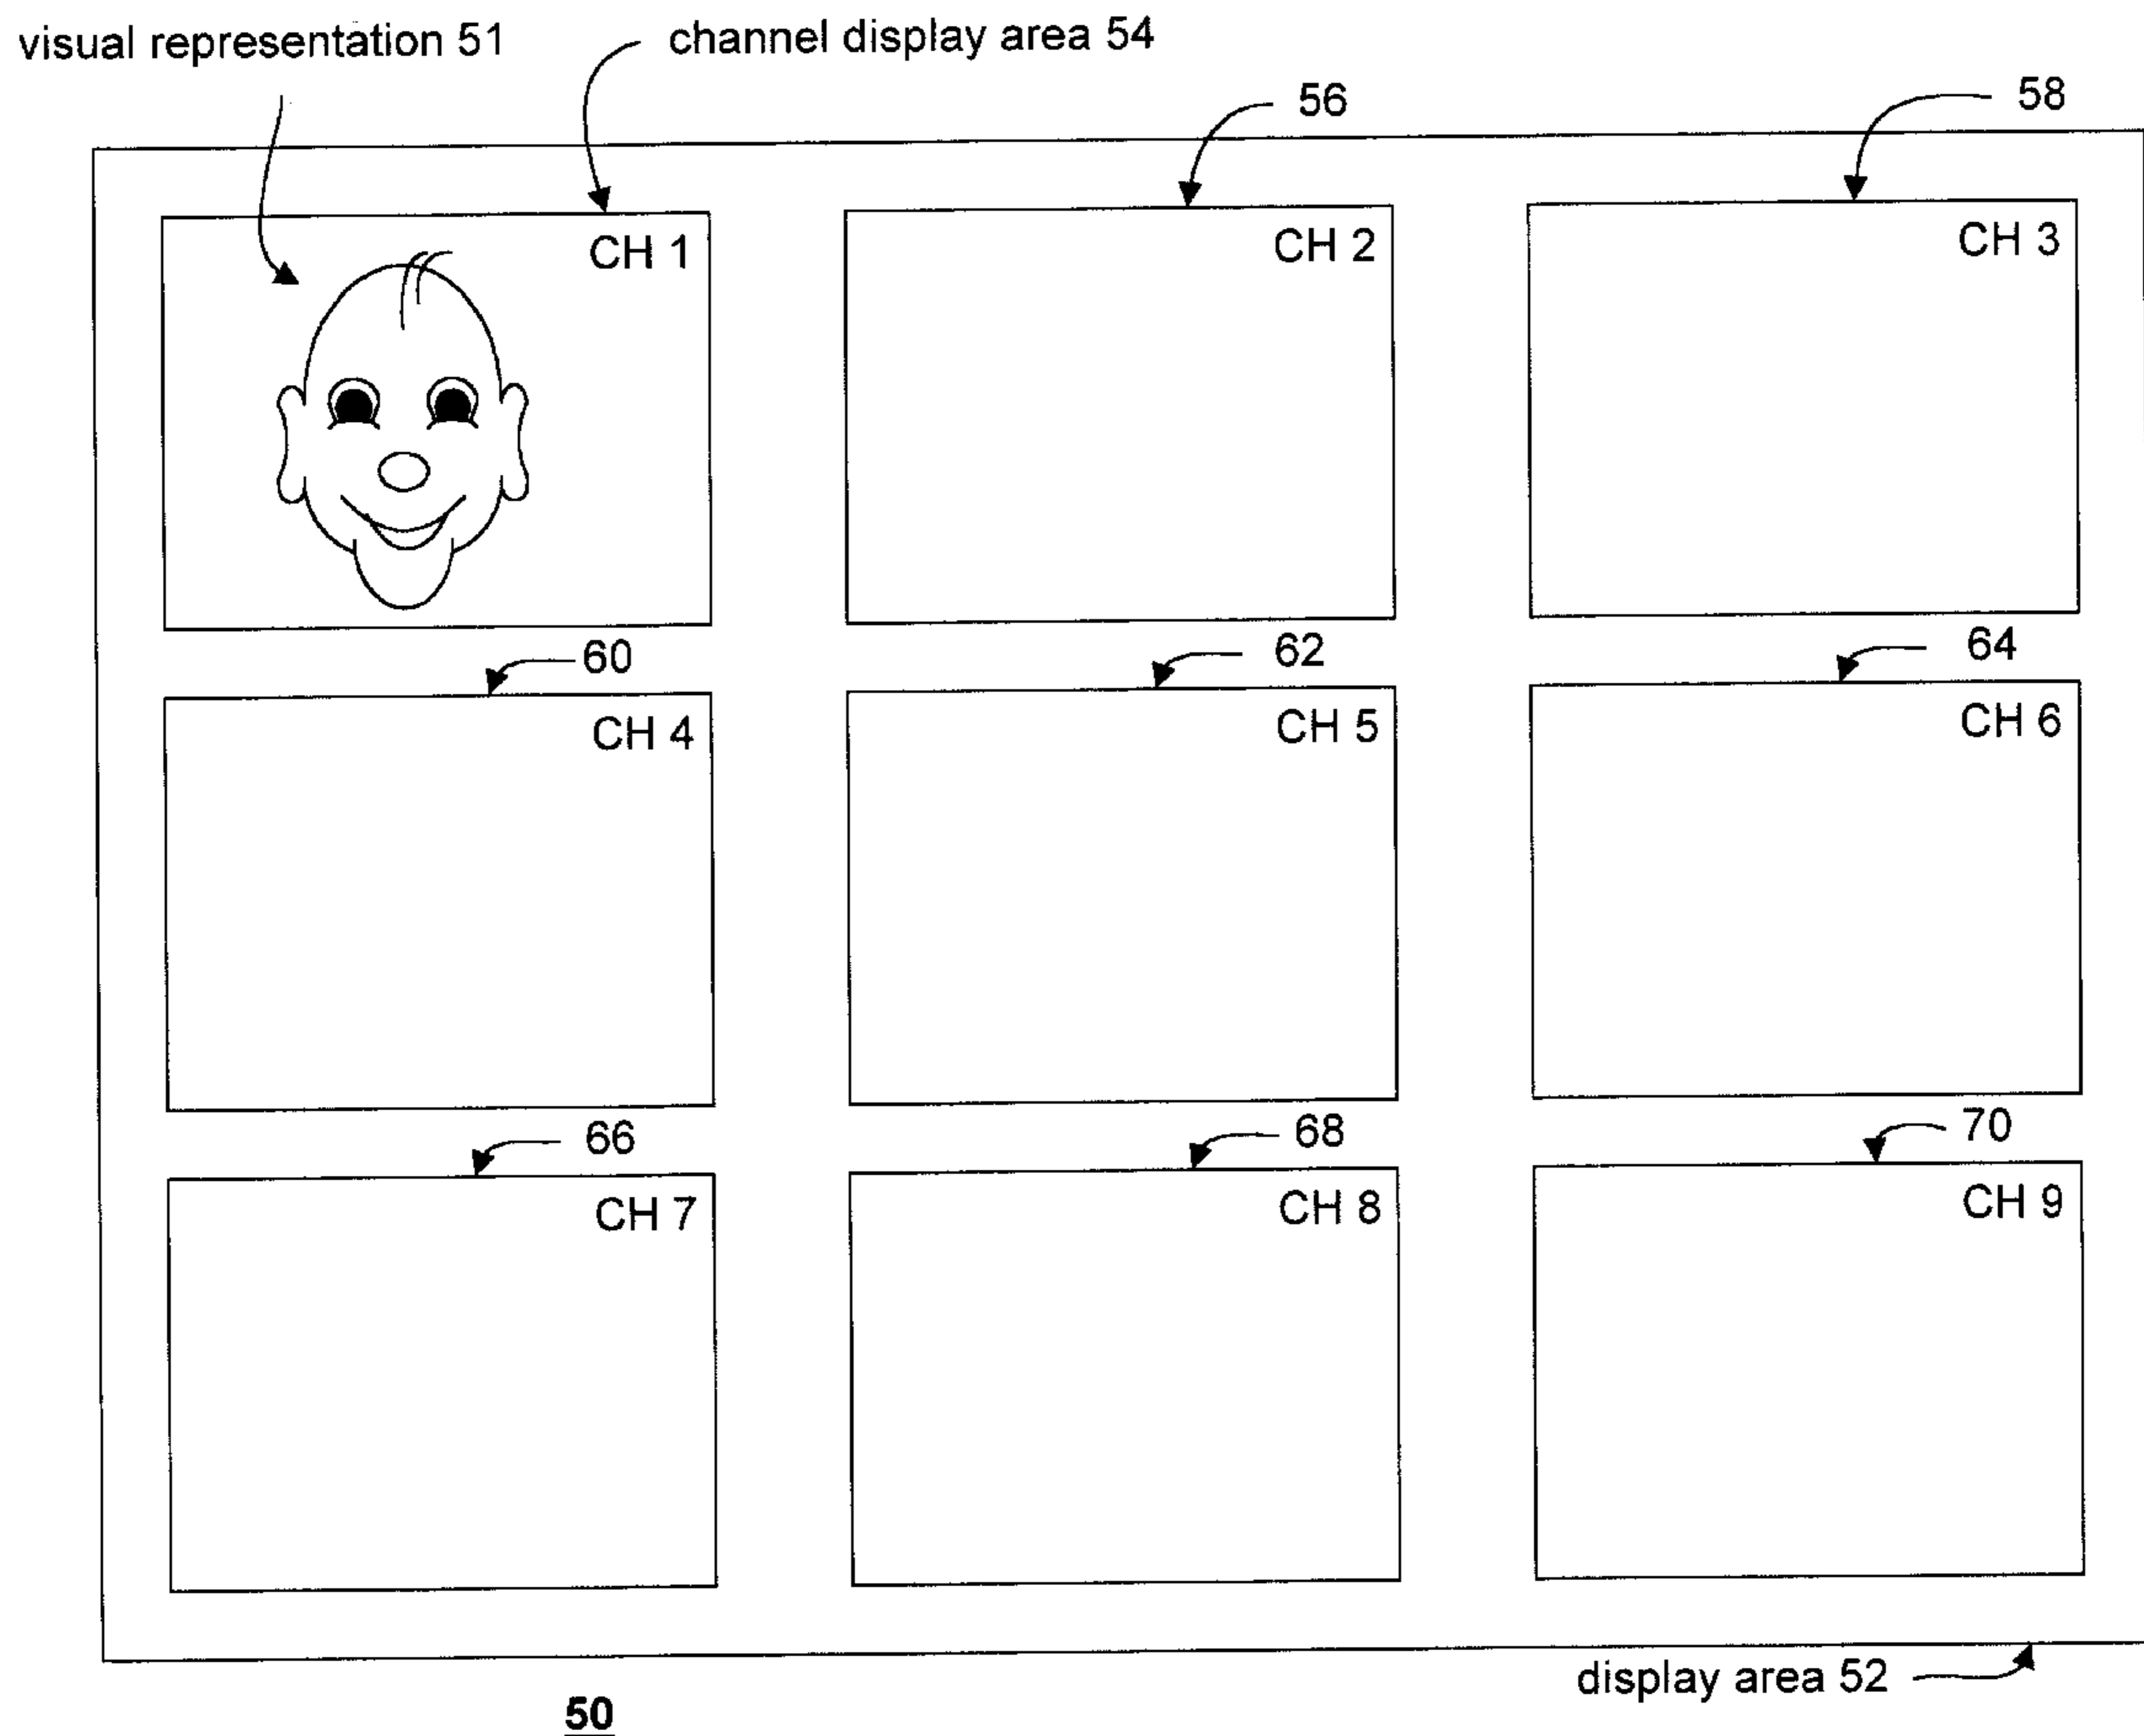 visual representation 51
channel display area 54
56
58
CH 1
CH 2
CH 3
60
62
64
CH 4
CH 5
CH 6
66
68
70
CH 7
CH 8
CH 9
display area 52
50